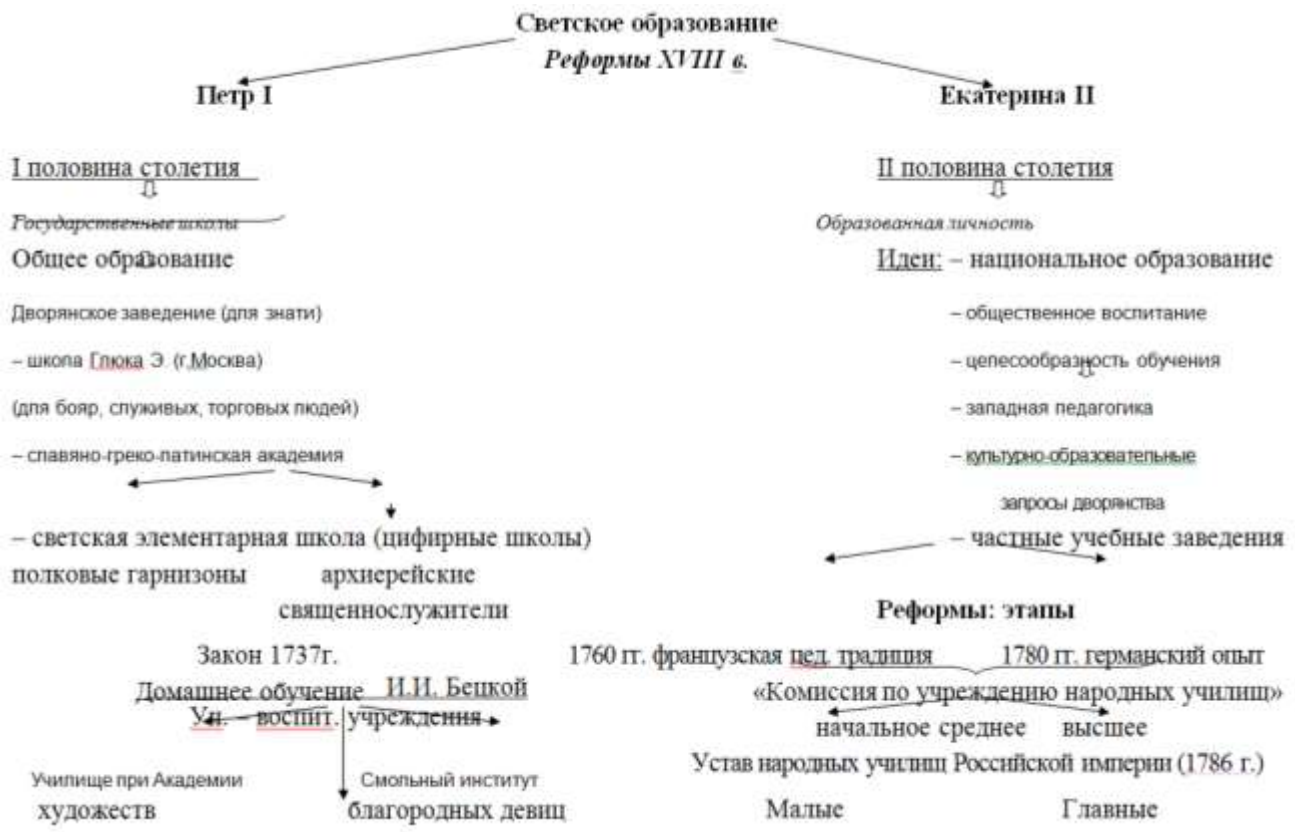 Светское образование
Реформы XVIII в.
Петр I
Екатерина II
I половина столетия
II половина столетия
Государственные школы
Образованная личность
Общее образование
Идеи: – национальное образование
Дворянское заведение (для знати)
– общественное воспитание
– школа Глюка Э. (г.Москва)
– целесообразность обучения
(для бояр, служивых, торговых людей)
– западная педагогика
– славяно-греко-латинская академия
– культурно-образовательные
запросы дворянства
– светская элементарная школа (цифирные школы)
– частные учебные заведения
полковые гарнизоны архиерейские
священнослужители
Реформы: этапы
Закон 1737г.
1760 гг. французская пед. традиция 1780 гг. германский опыт
Домашнее обучение И.И. Бецкой
«Комиссия по учреждению народных училищ»
Уч. – воспит. учреждения
начальное среднее высшее
Устав народных училищ Российской империи (1786 г.)
Училище при Академии
Смольный институт
художеств
благородных девиц
Малые
Главные